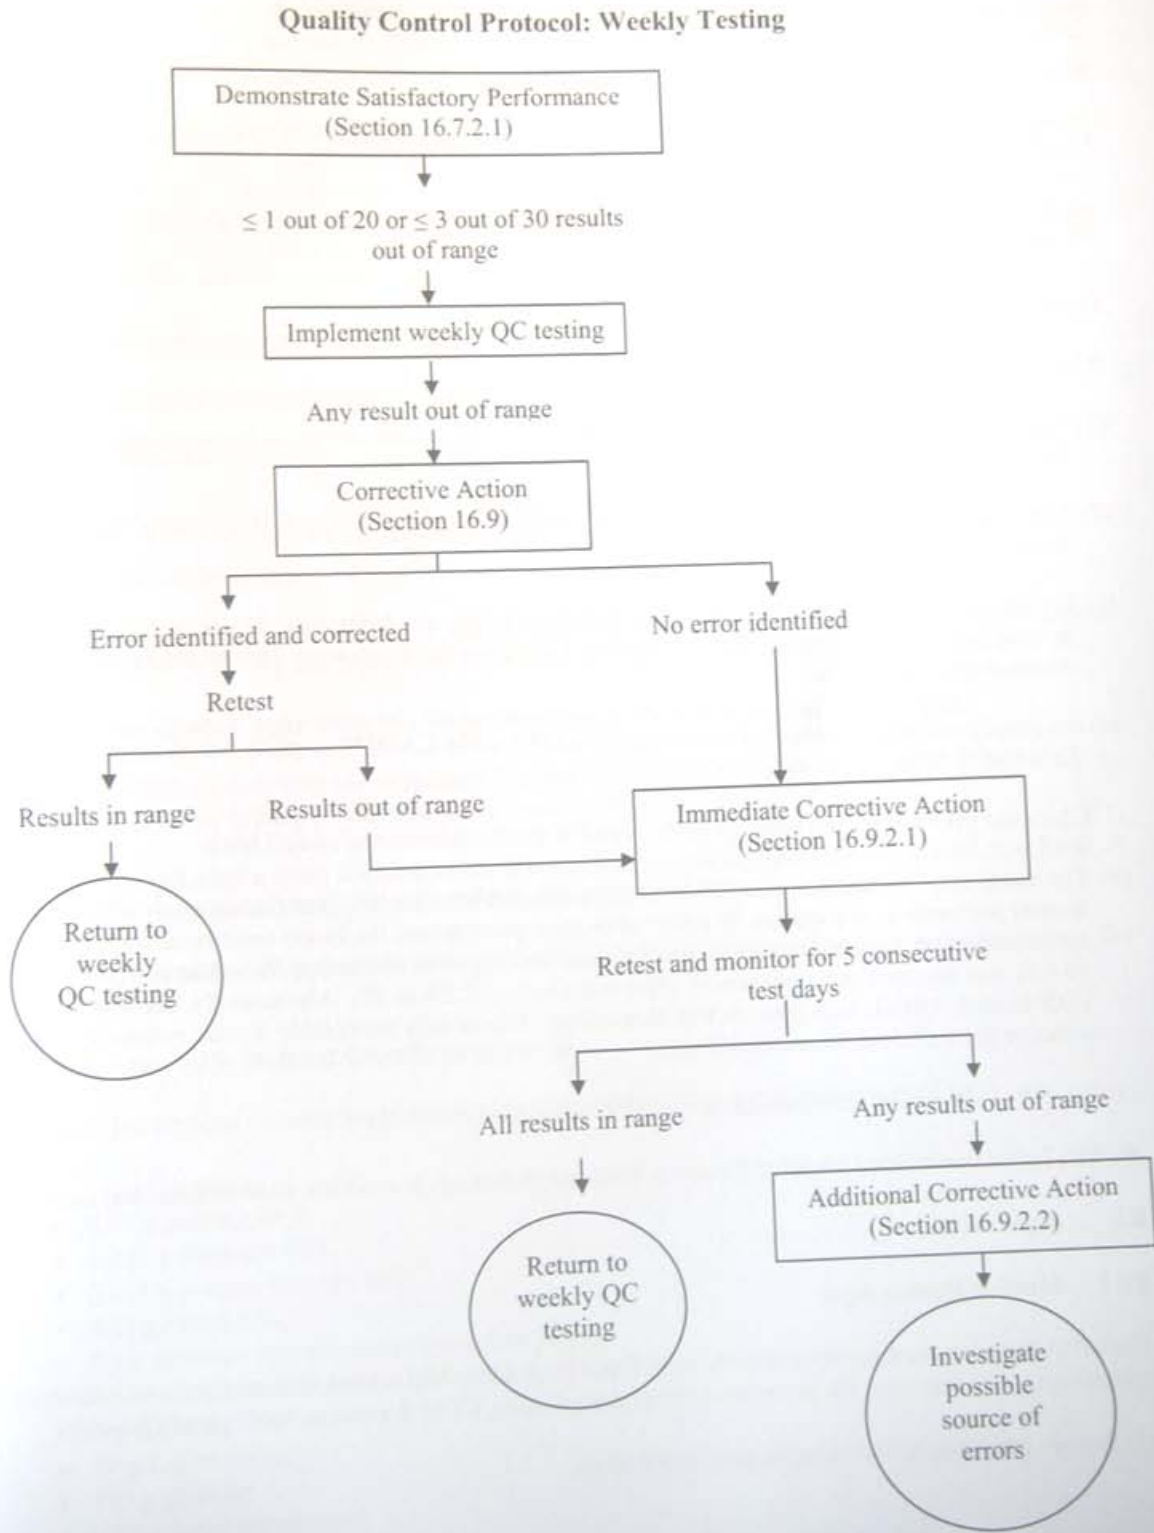 Quality Control Protocol: Weekly Testing
Demonstrate Satisfactory Performance
(Section 16.7.2.1)
≤ 1 out of 20 or ≤ 3 out of 30 results
out of range
Implement weekly QC testing
Any result out of range
Corrective Action
(Section 16.9)
Error identified and corrected
No error identified
Retest
Results in range
Results out of range
Immediate Corrective Action
(Section 16.9.2.1)
Return to
weekly
QC testing
Retest and monitor for 5 consecutive
test days
All results in range
Any results out of range
Additional Corrective Action
(Section 16.9.2.2)
Return to
weekly QC
testing
Investigate
possible
source of
errors